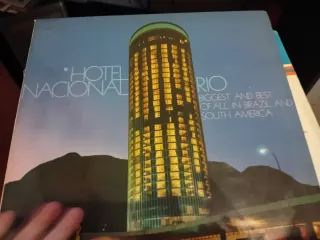 HOTEL
NACIONAL RIO
BIGGEST AND BEST
OF ALL IN BRAZIL AND
SOUTH AMERICA